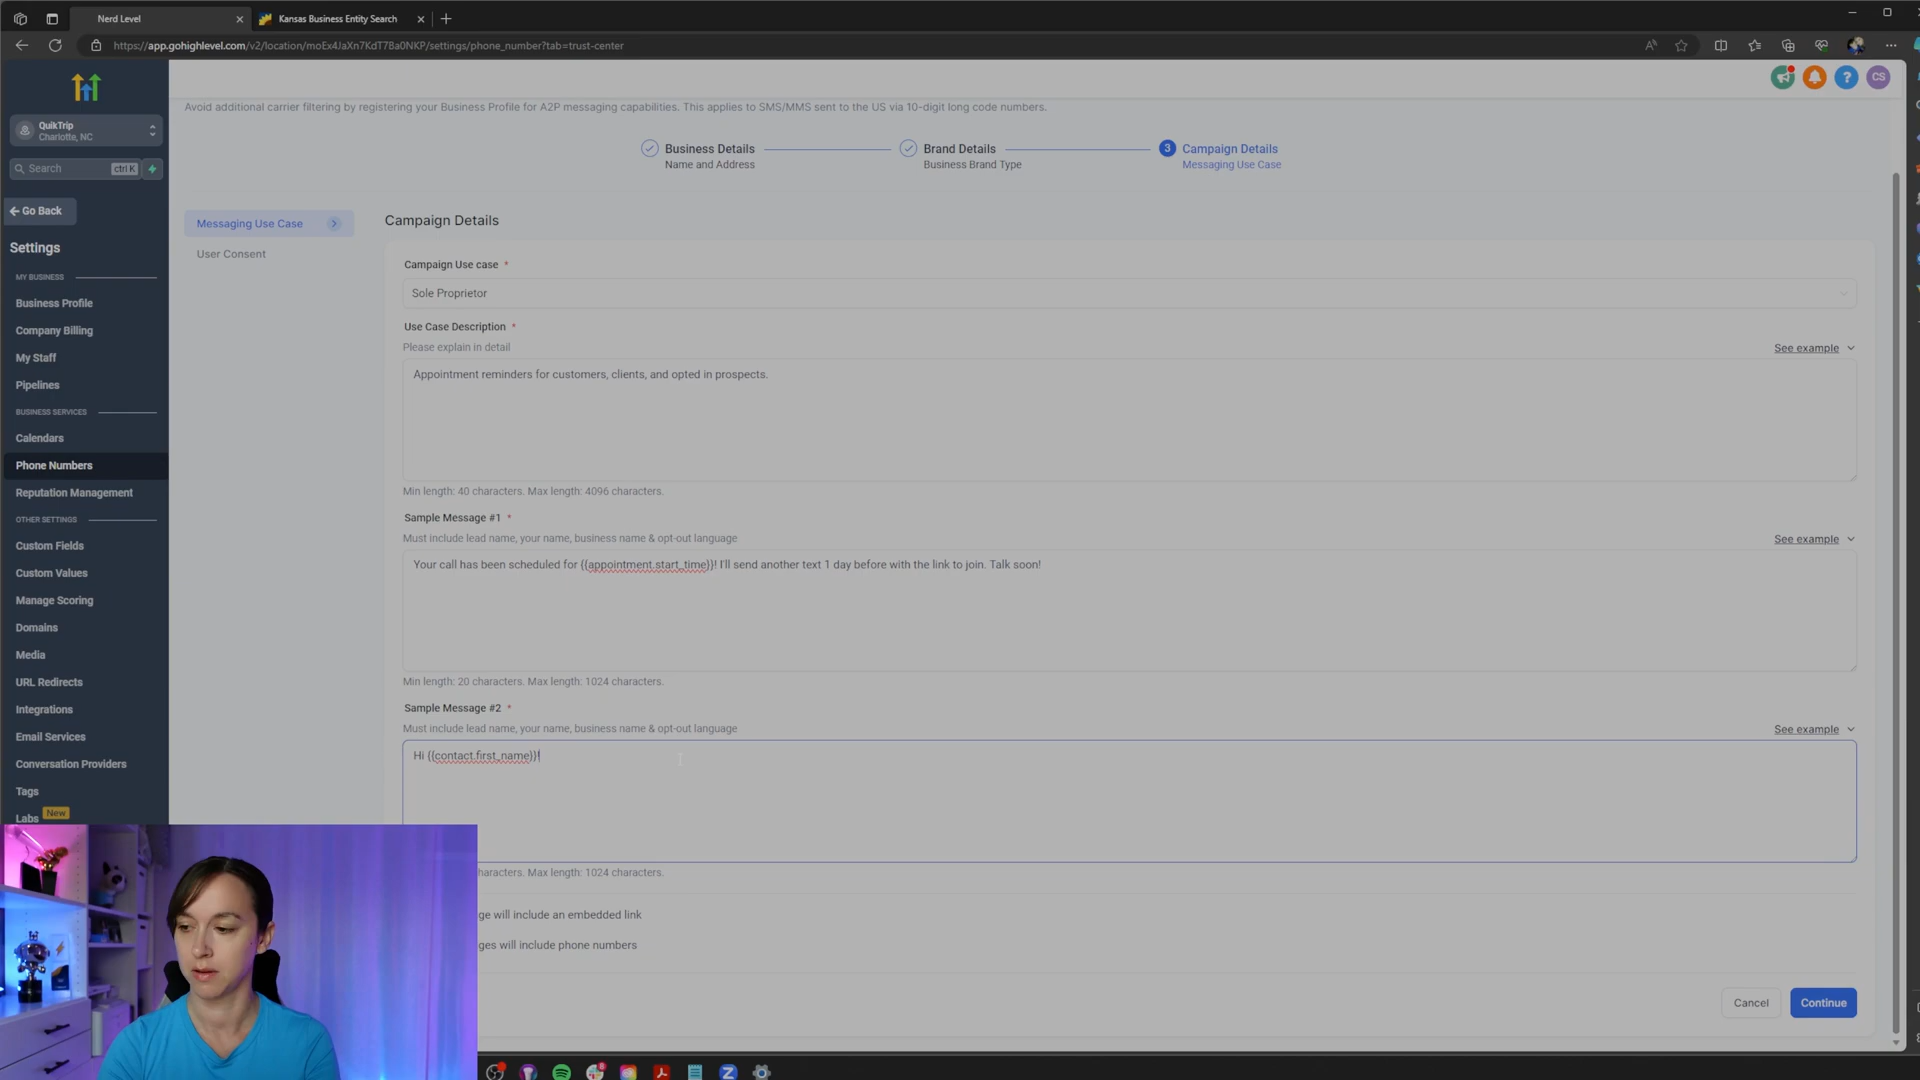 Nerd Level
Kansas Business Entity Search
https://app.gohighlevel.com/v2/location/moEx4JaXn7KdT7Ba0NKP/settings/phone_number?tab=trust-center
CS
QuikTrip
Charlotte, NC
Search
ctrl K
Go Back
Settings
MY BUSINESS
Business Profile
Company Billing
My Staff
Pipelines
BUSINESS SERVICES
Calendars
Phone Numbers
Reputation Management
OTHER SETTINGS
Custom Fields
Custom Values
Manage Scoring
Domains
Media
URL Redirects
Integrations
Email Services
Conversation Providers
Tags
Labs New
Avoid additional carrier filtering by registering your Business Profile for A2P messaging capabilities. This applies to SMS/MMS sent to the US via 10-digit long code numbers.
Business Details
Name and Address
Brand Details
Business Brand Type
3
Campaign Details
Messaging Use Case
Messaging Use Case
User Consent
Campaign Details
Campaign Use case *
Sole Proprietor
Use Case Description *
Please explain in detail
See example
Appointment reminders for customers, clients, and opted in prospects.
Min length: 40 characters. Max length: 4096 characters.
Sample Message #1 *
Must include lead name, your name, business name & opt-out language
See example
Your call has been scheduled for {{appointment.start_time}}! I'll send another text 1 day before with the link to join. Talk soon!
Min length: 20 characters. Max length: 1024 characters.
Sample Message #2 *
Must include lead name, your name, business name & opt-out language
See example
Hi {{contact.first_name}}!
haracters. Max length: 1024 characters.
ge will include an embedded link
ges will include phone numbers
Cancel
Continue